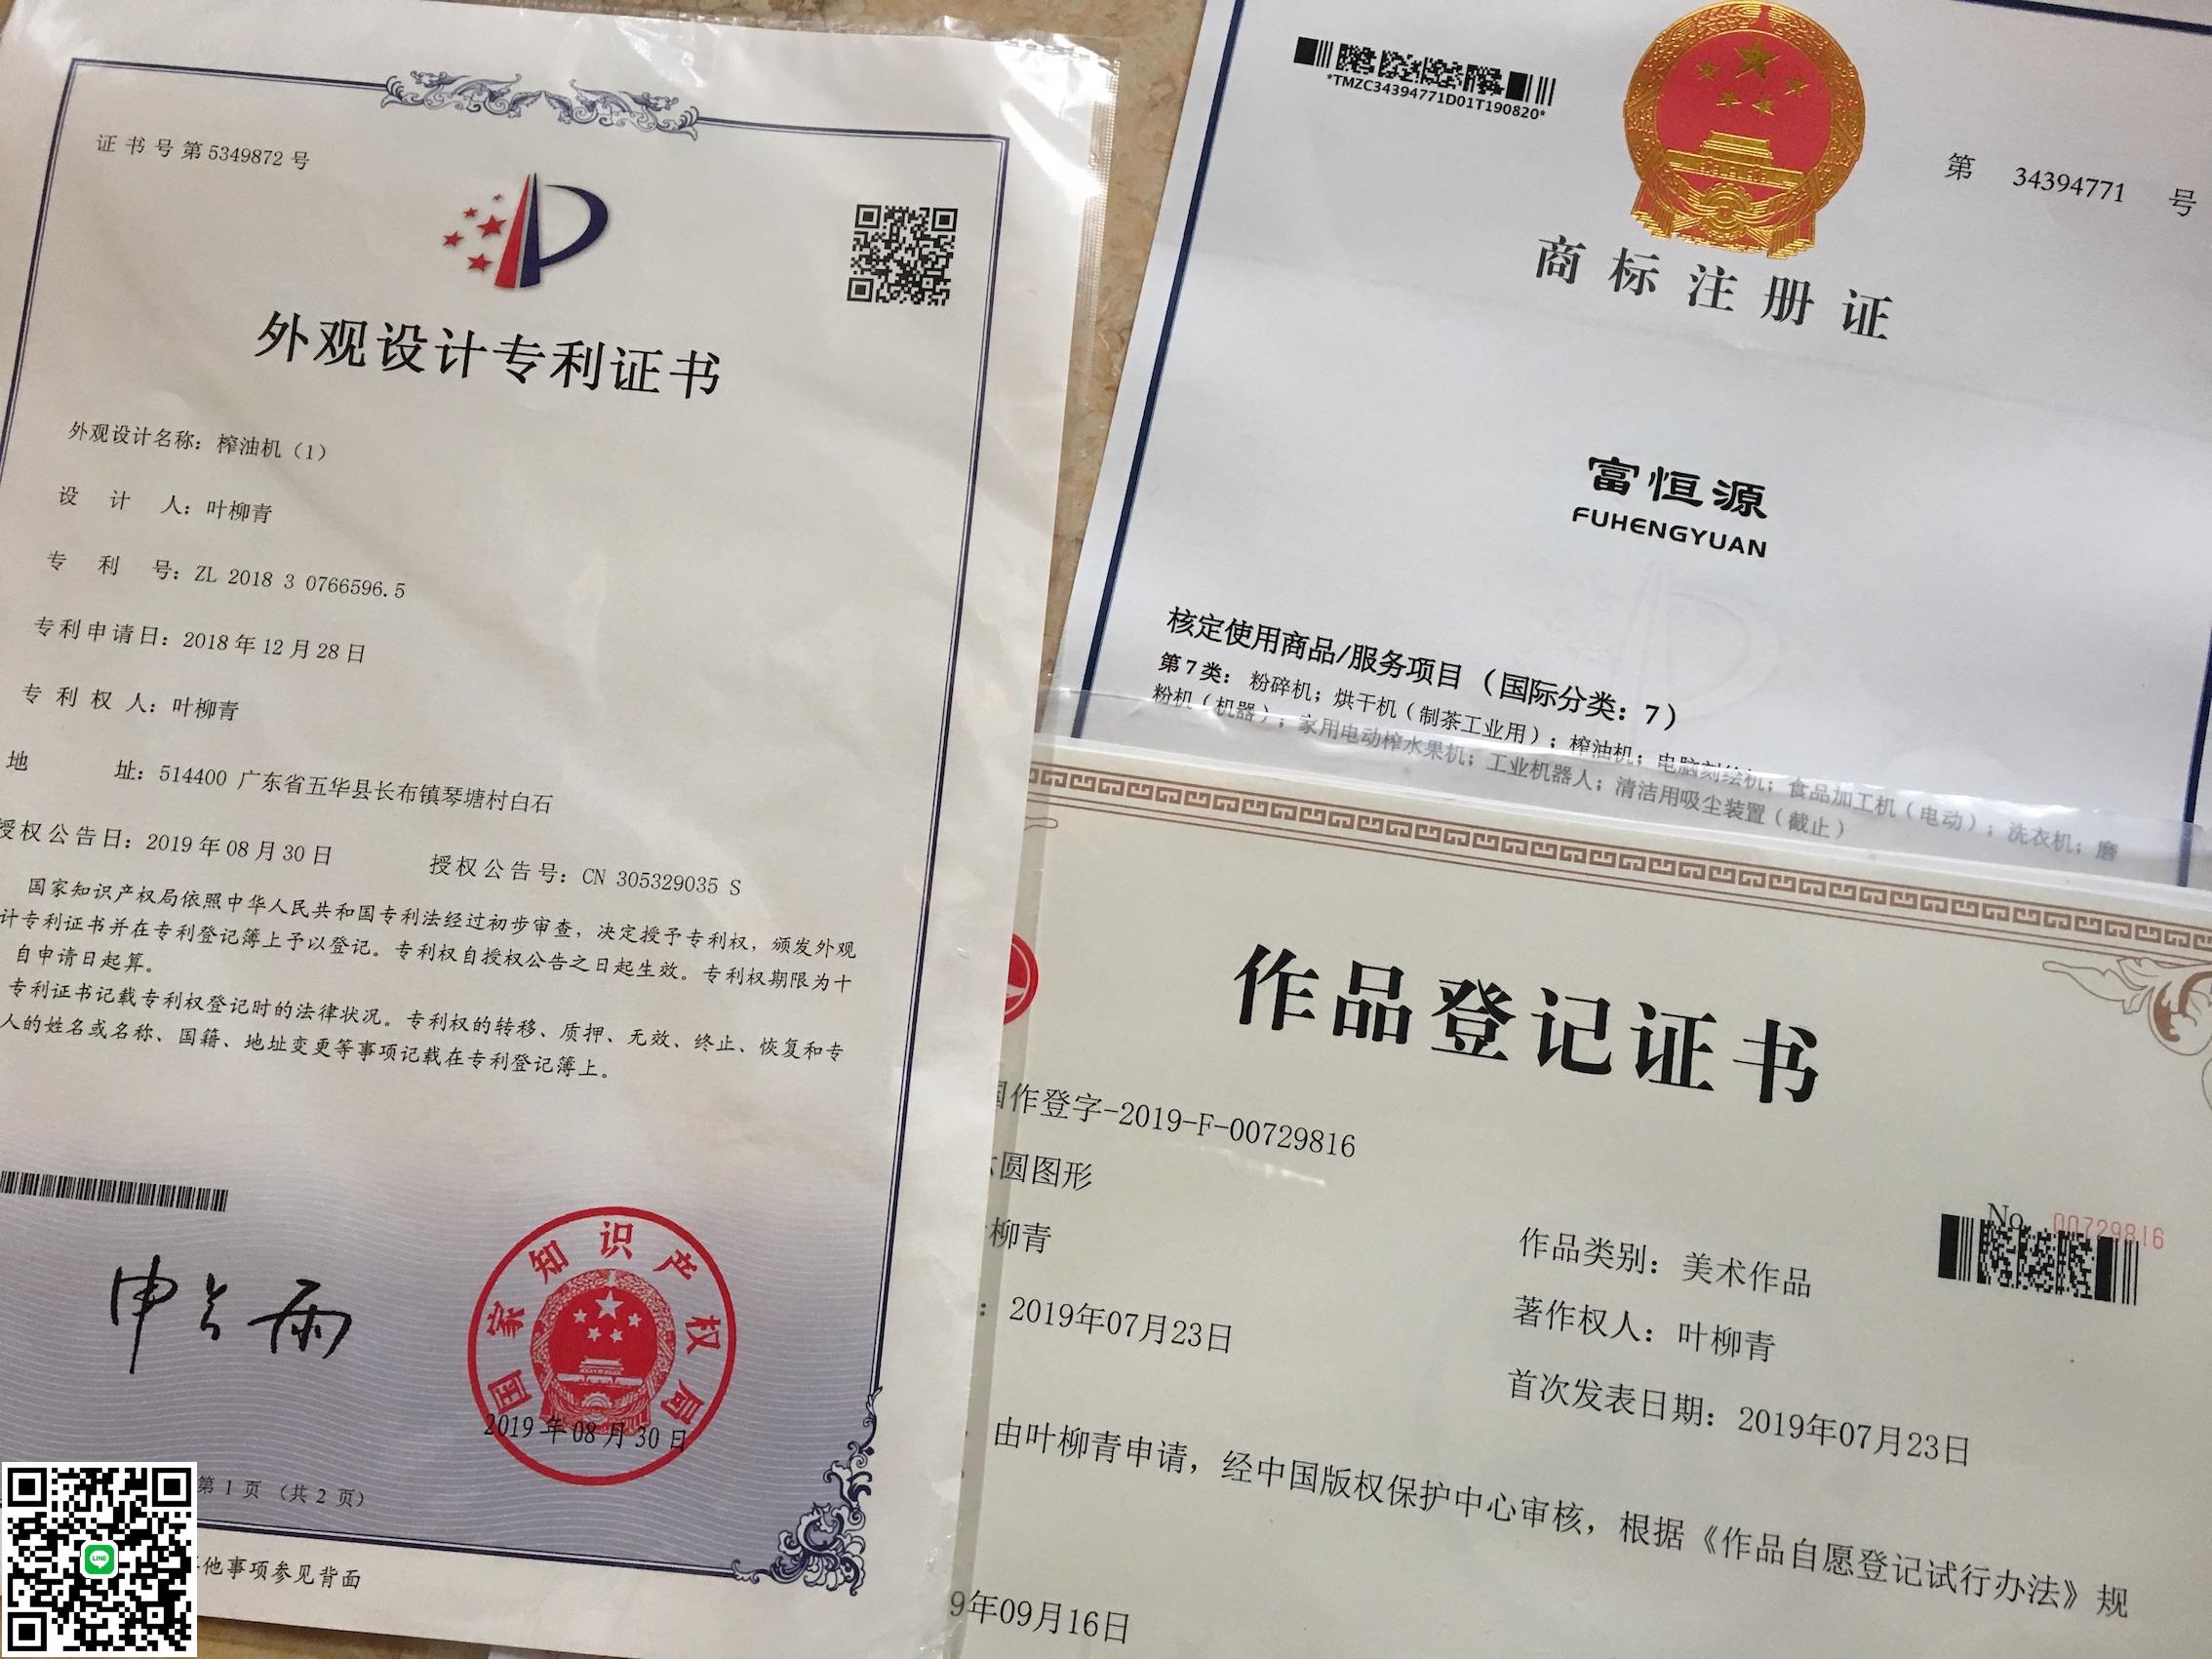 证书号第5349872号
外观设计专利证书
外观设计名称：榨油机（1）
设计人：叶柳青
专利号：ZL 2018 3 0766596.5
专利申请日：2018年12月28日
专利权人：叶柳青
地址：514400 广东省五华县长布镇琴塘村白石
授权公告日：2019年08月30日 授权公告号：CN 305329035 S
国家知识产权局依照中华人民共和国专利法经过初步审查，决定授予专利权，颁发外观
计专利证书并在专利登记簿上予以登记。专利权自授权公告之日起生效。专利权期限为十
自申请日起算。
专利证书记载专利权登记时的法律状况。专利权的转移、质押、无效、终止、恢复和专
人的姓名或名称、国籍、地址变更等事项记载在专利登记簿上。
申长雨
国家知识产权局
2019年08月30日
第1页（共2页）
他事项参见背面
LINE
*TMZC34394771D01T190820*
第 34394771 号
商标注册证
富恒源
FUHENGYUAN
核定使用商品/服务项目（国际分类：7）
第7类：粉碎机；烘干机（制茶工业用）；榨油机；电脑刻绘机；食品加工机（电动）；洗衣机；磨
粉机（机器）；家用电动榨水果机；工业机器人；清洁用吸尘装置（截止）
作品登记证书
国作登字-2019-F-00729816
圆图形
柳青
：2019年07月23日
No. 00729816
作品类别：美术作品
著作权人：叶柳青
首次发表日期：2019年07月23日
由叶柳青申请，经中国版权保护中心审核，根据《作品自愿登记试行办法》规
9年09月16日